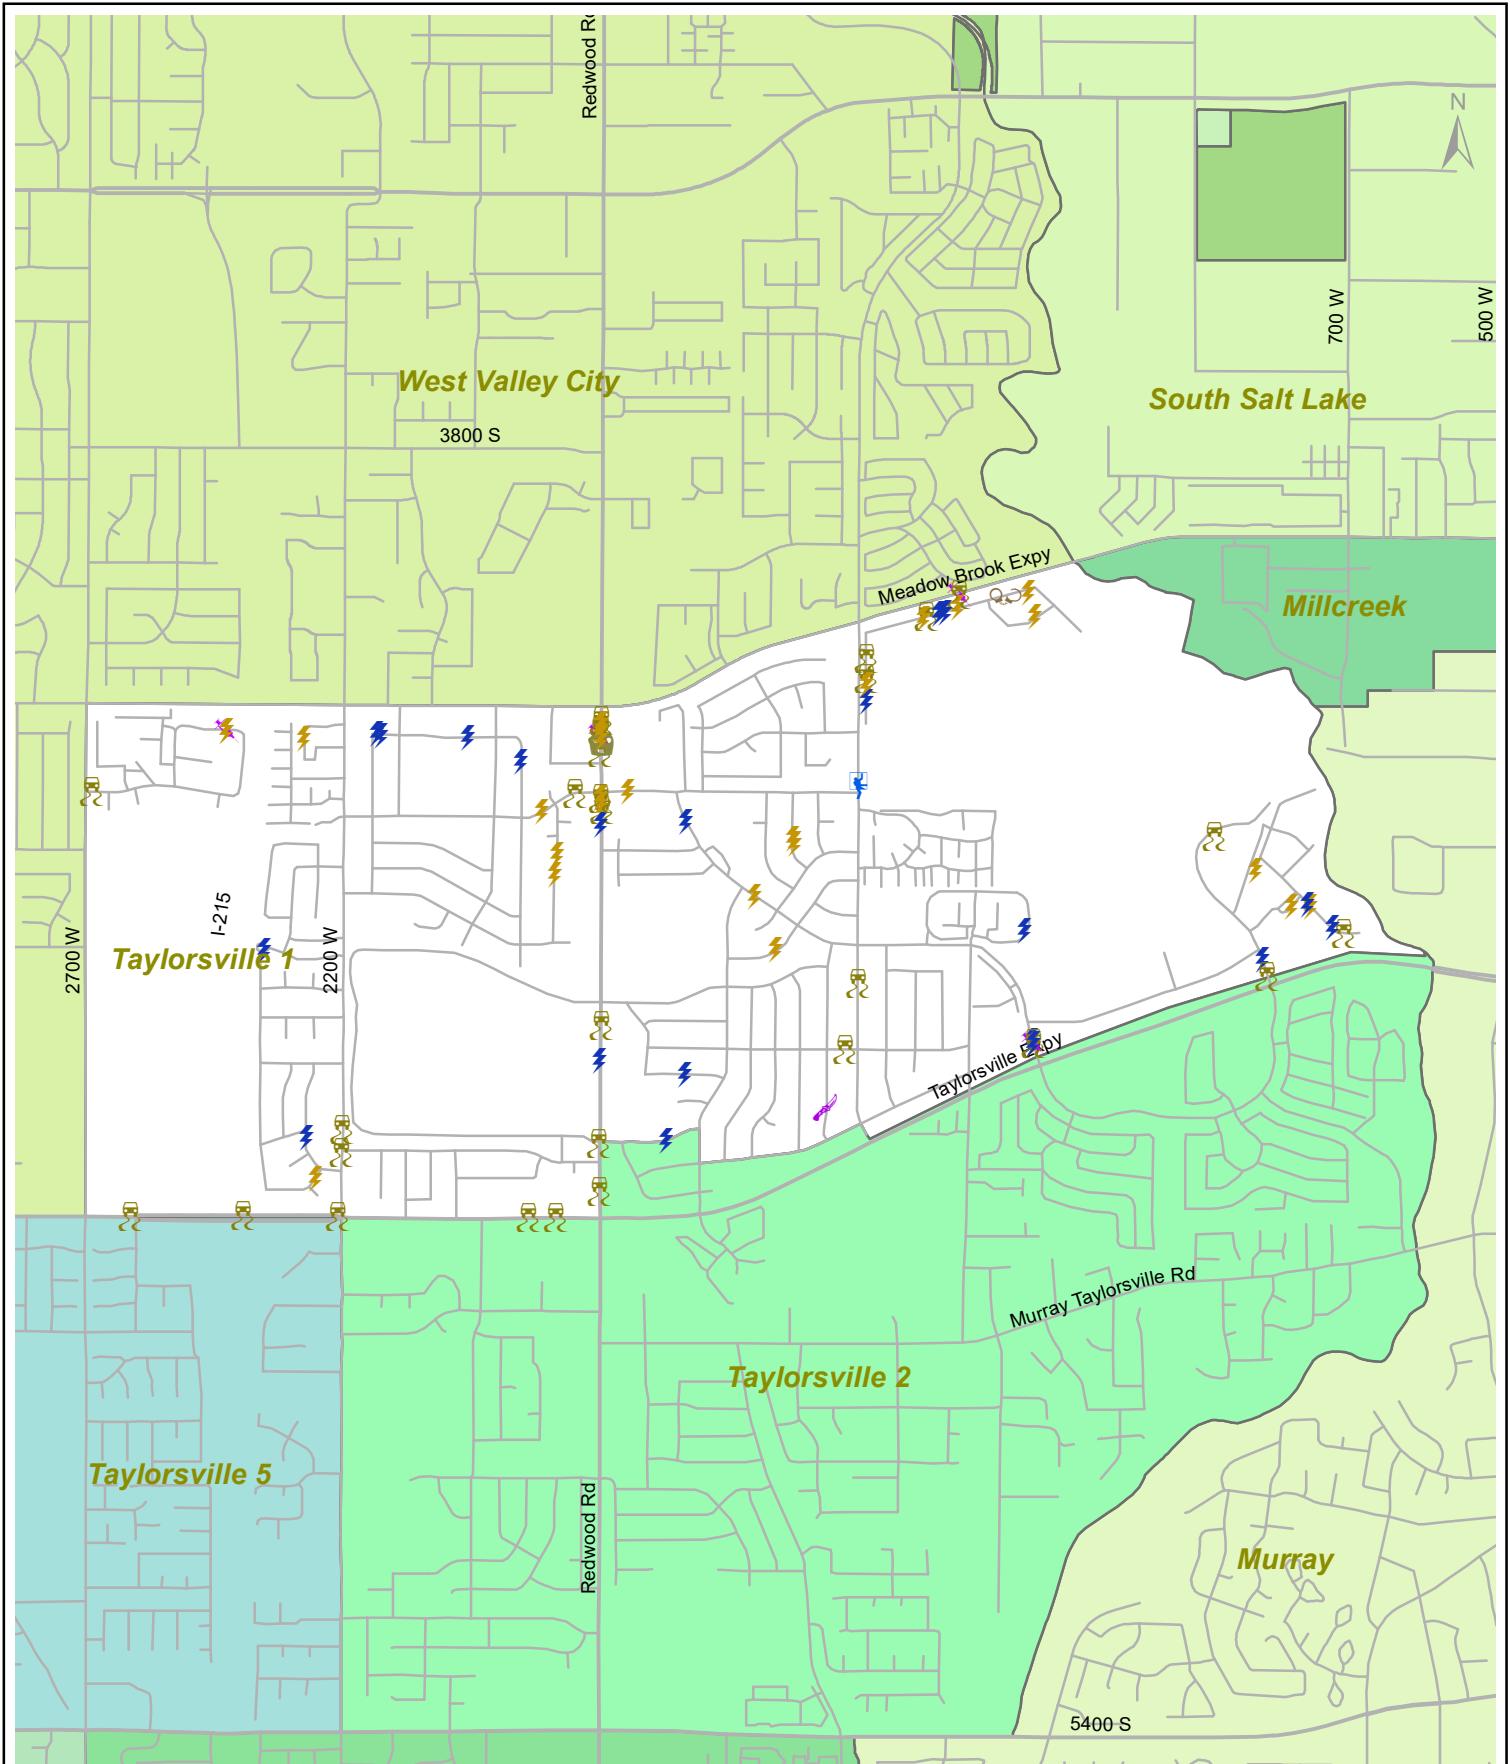 Redwood Rd
N
700 W
500 W
West Valley City
South Salt Lake
3800 S
Meadow Brook Expy
Millcreek
I-215
2700 W
Taylorsville 1
2200 W
Taylorsville Expy
Murray Taylorsville Rd
Taylorsville 2
Taylorsville 5
Redwood Rd
Murray
5400 S